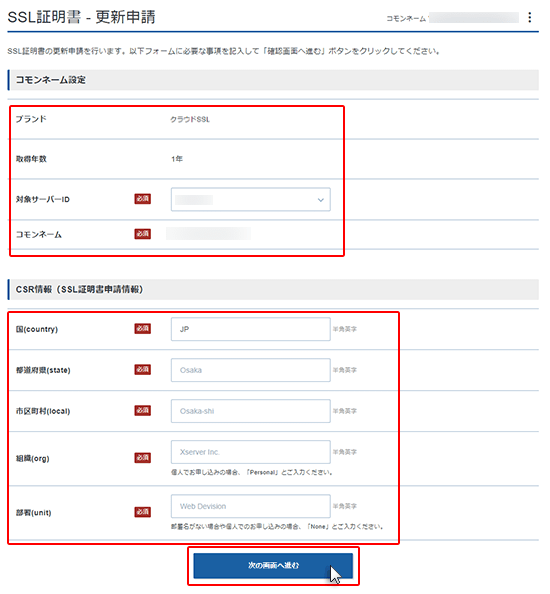 SSL証明書 - 更新申請
コモンネーム
SSL証明書の更新申請を行います。以下フォームに必要な事項を記入して「確認画面へ進む」ボタンをクリックしてください。
コモンネーム設定
ブランド クラウドSSL
取得年数 1年
対象サーバーID 必須
コモンネーム 必須
CSR情報（SSL証明書申請情報）
国(country) 必須 JP 半角英字
都道府県(state) 必須 Osaka 半角英字
市区町村(local) 必須 Osaka-shi 半角英字
組織(org) 必須 Xserver Inc. 半角英字
個人でお申し込みの場合、「Personal」とご入力ください。
部署(unit) 必須 Web Devision 半角英字
部署名がない場合や個人でのお申し込みの場合、「None」とご入力ください。
次の画面へ進む